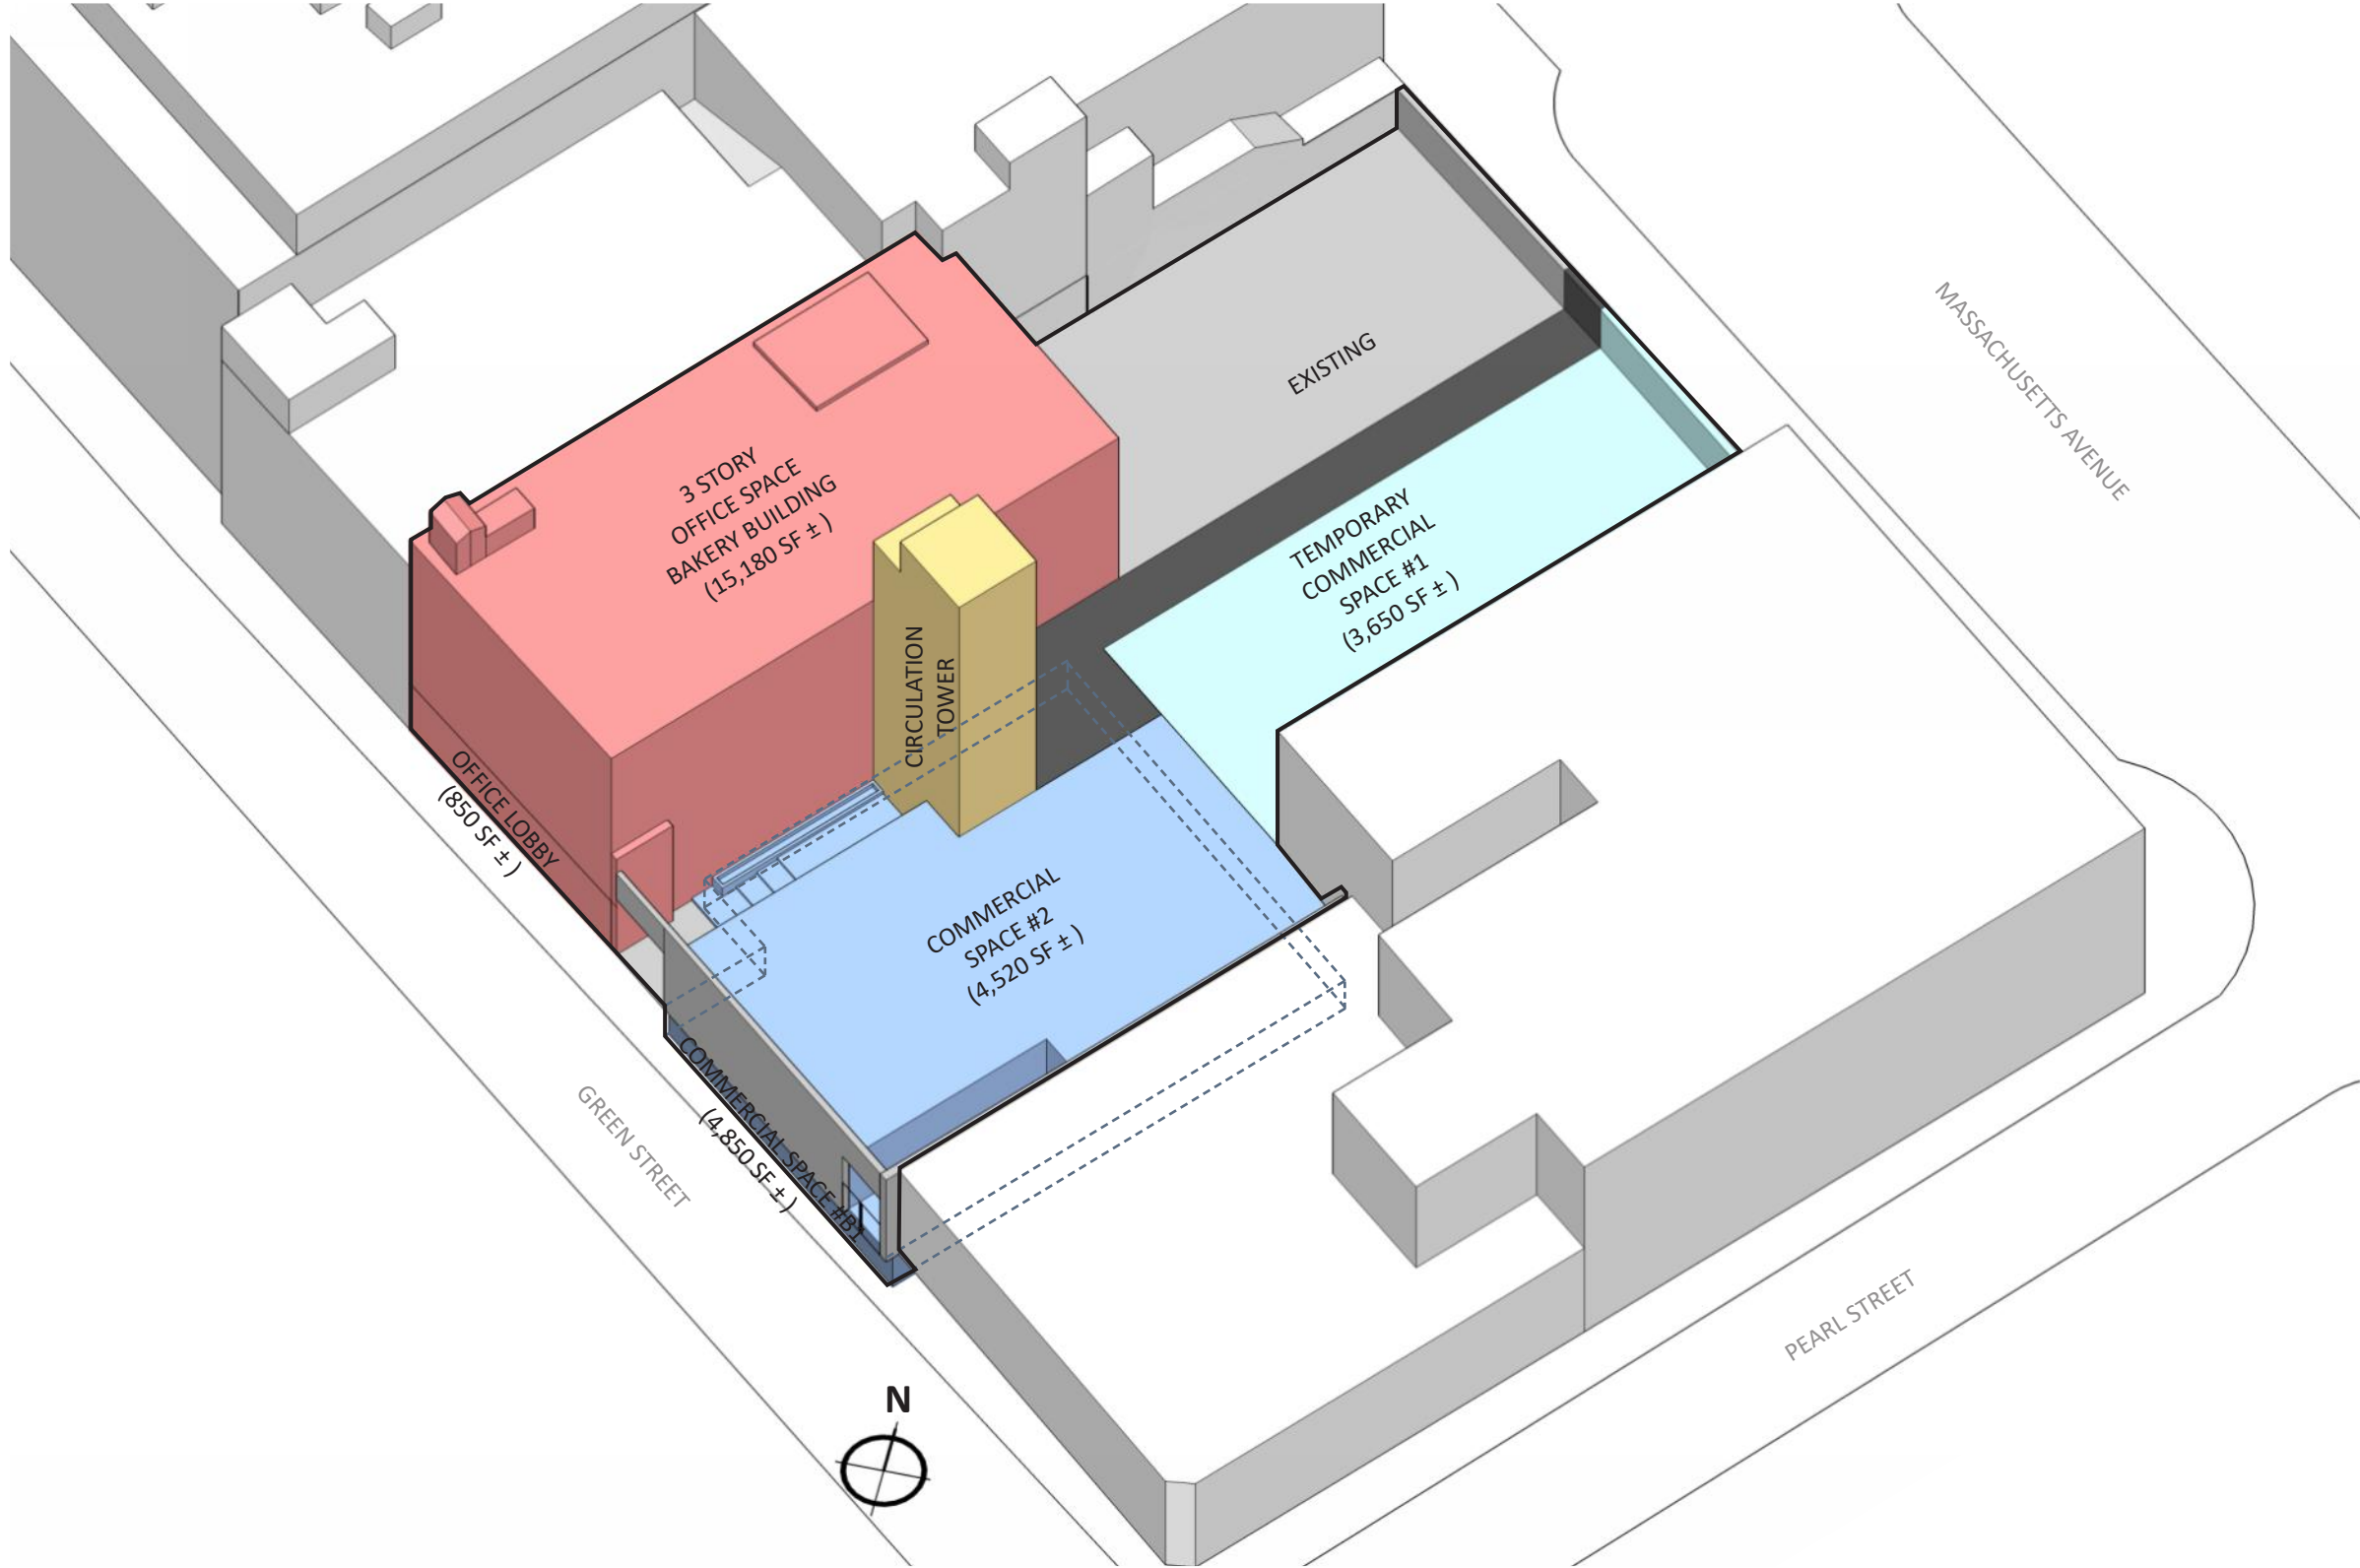 MASSACHUSETTS AVENUE
EXISTING
3 STORY
OFFICE SPACE
BAKERY BUILDING
(15,180 SF ± )
TEMPORARY
COMMERCIAL
SPACE #1
(3,650 SF ± )
CIRCULATION
TOWER
OFFICE LOBBY
(850 SF ± )
COMMERCIAL
SPACE #2
(4,520 SF ± )
COMMERCIAL SPACE #B1
(4,850 SF ± )
GREEN STREET
PEARL STREET
N